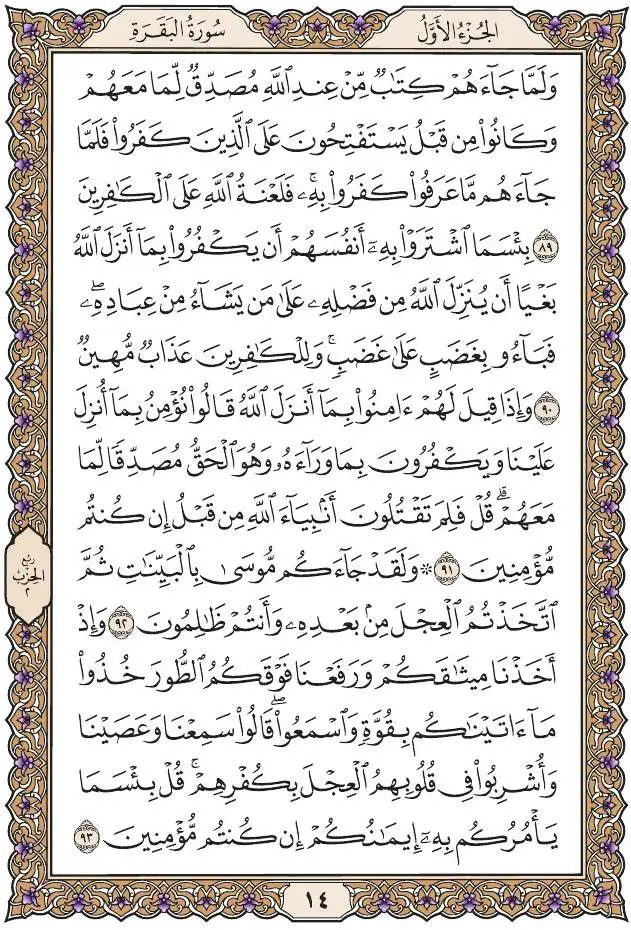 الجُزْءُ الأَوَّلُ
سُورَةُ البَقَرَةِ
وَلَمَّا جَآءَهُمْ كِتَٰبٌ مِّنْ عِندِ ٱللَّهِ مُصَدِّقٌ لِّمَا مَعَهُمْ
وَكَانُوا۟ مِن قَبْلُ يَسْتَفْتِحُونَ عَلَى ٱلَّذِينَ كَفَرُوا۟ فَلَمَّا
جَآءَهُم مَّا عَرَفُوا۟ كَفَرُوا۟ بِهِۦۚ فَلَعْنَةُ ٱللَّهِ عَلَى ٱلْكَٰفِرِينَ
٨٩ بِئْسَمَا ٱشْتَرَوْا۟ بِهِۦٓ أَنفُسَهُمْ أَن يَكْفُرُوا۟ بِمَآ أَنزَلَ ٱللَّهُ
بَغْيًا أَن يُنَزِّلَ ٱللَّهُ مِن فَضْلِهِۦ عَلَىٰ مَن يَشَآءُ مِنْ عِبَادِهِۦۖ
فَبَآءُو بِغَضَبٍ عَلَىٰ غَضَبٍۚ وَلِلْكَٰفِرِينَ عَذَابٌ مُّهِينٌ
٩٠ وَإِذَا قِيلَ لَهُمْ ءَامِنُوا۟ بِمَآ أَنزَلَ ٱللَّهُ قَالُوا۟ نُؤْمِنُ بِمَآ أُنزِلَ
عَلَيْنَا وَيَكْفُرُونَ بِمَا وَرَآءَهُۥ وَهُوَ ٱلْحَقُّ مُصَدِّقًا لِّمَا
مَعَهُمْۗ قُلْ فَلِمَ تَقْتُلُونَ أَنۢبِيَآءَ ٱللَّهِ مِن قَبْلُ إِن كُنتُم
مُّؤْمِنِينَ ٩١ ۞ وَلَقَدْ جَآءَكُم مُّوسَىٰ بِٱلْبَيِّنَٰتِ ثُمَّ
ٱتَّخَذْتُمُ ٱلْعِجْلَ مِنۢ بَعْدِهِۦ وَأَنتُمْ ظَٰلِمُونَ ٩٢ وَإِذْ
أَخَذْنَا مِيثَٰقَكُمْ وَرَفَعْنَا فَوْقَكُمُ ٱلطُّورَ خُذُوا۟
مَآ ءَاتَيْنَٰكُم بِقُوَّةٍ وَٱسْمَعُوا۟ۖ قَالُوا۟ سَمِعْنَا وَعَصَيْنَا
وَأُشْرِبُوا۟ فِى قُلُوبِهِمُ ٱلْعِجْلَ بِكُفْرِهِمْۚ قُلْ بِئْسَمَا
يَأْمُرُكُم بِهِۦٓ إِيمَٰنُكُمْ إِن كُنتُم مُّؤْمِنِينَ ٩٣
ربع
الحزب
٢
١٤